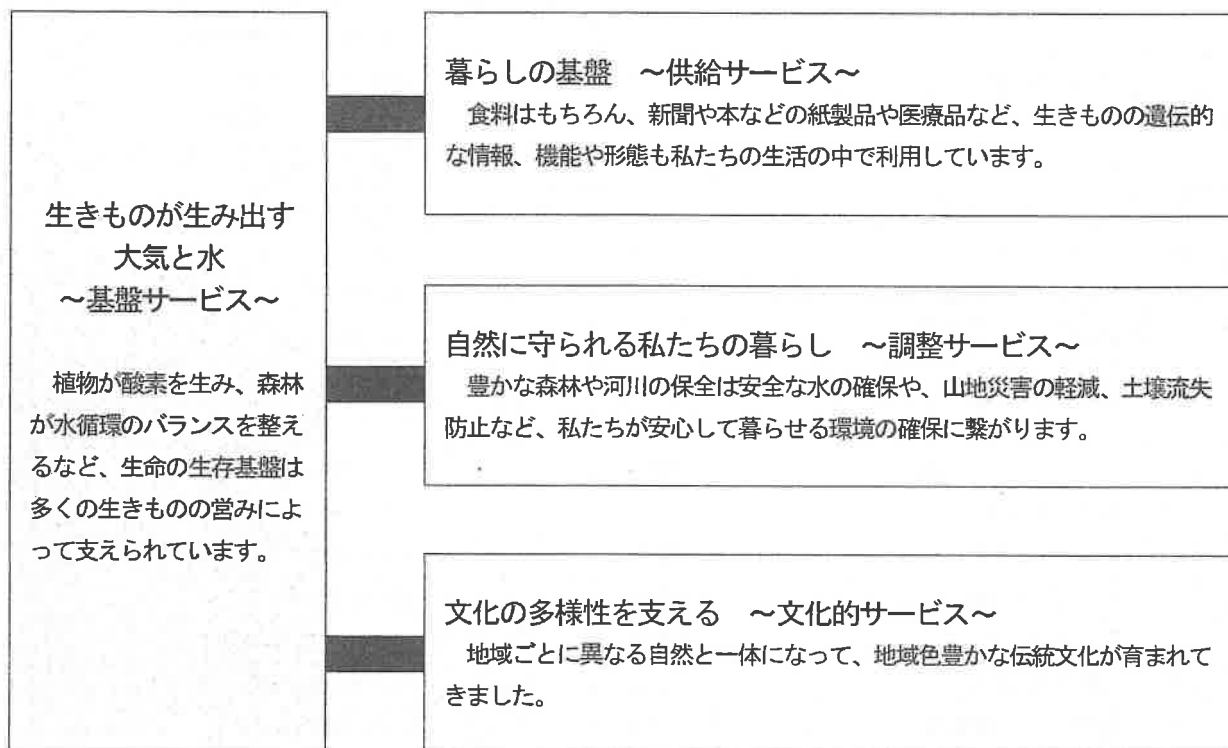 生きものが生み出す
大気と水
～基盤サービス～
植物が酸素を生み、森林
が水循環のバランスを整え
るなど、生命の生存基盤は
多くの生きものの営みによ
って支えられています。
暮らしの基盤　～供給サービス～
食料はもちろん、新聞や本などの紙製品や医療品など、生きものの遺伝的
な情報、機能や形態も私たちの生活の中で利用しています。
自然に守られる私たちの暮らし　～調整サービス～
豊かな森林や河川の保全は安全な水の確保や、山地災害の軽減、土壌流失
防止など、私たちが安心して暮らせる環境の確保に繋がります。
文化の多様性を支える　～文化的サービス～
地域ごとに異なる自然と一体になって、地域色豊かな伝統文化が育まれて
きました。